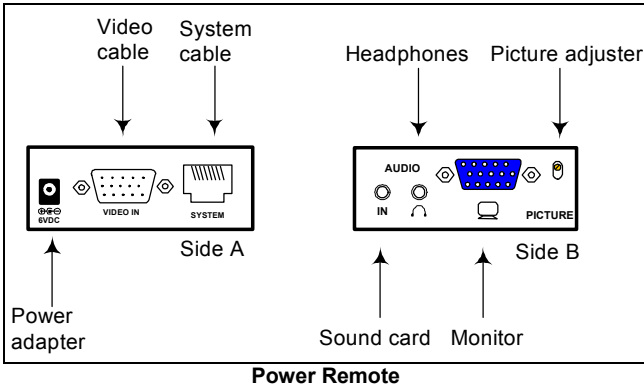 Video
cable
System
cable
Headphones
Picture adjuster
6VDC
VIDEO IN
SYSTEM
Side A
AUDIO
IN
PICTURE
Side B
Power
adapter
Sound card
Monitor
Power Remote